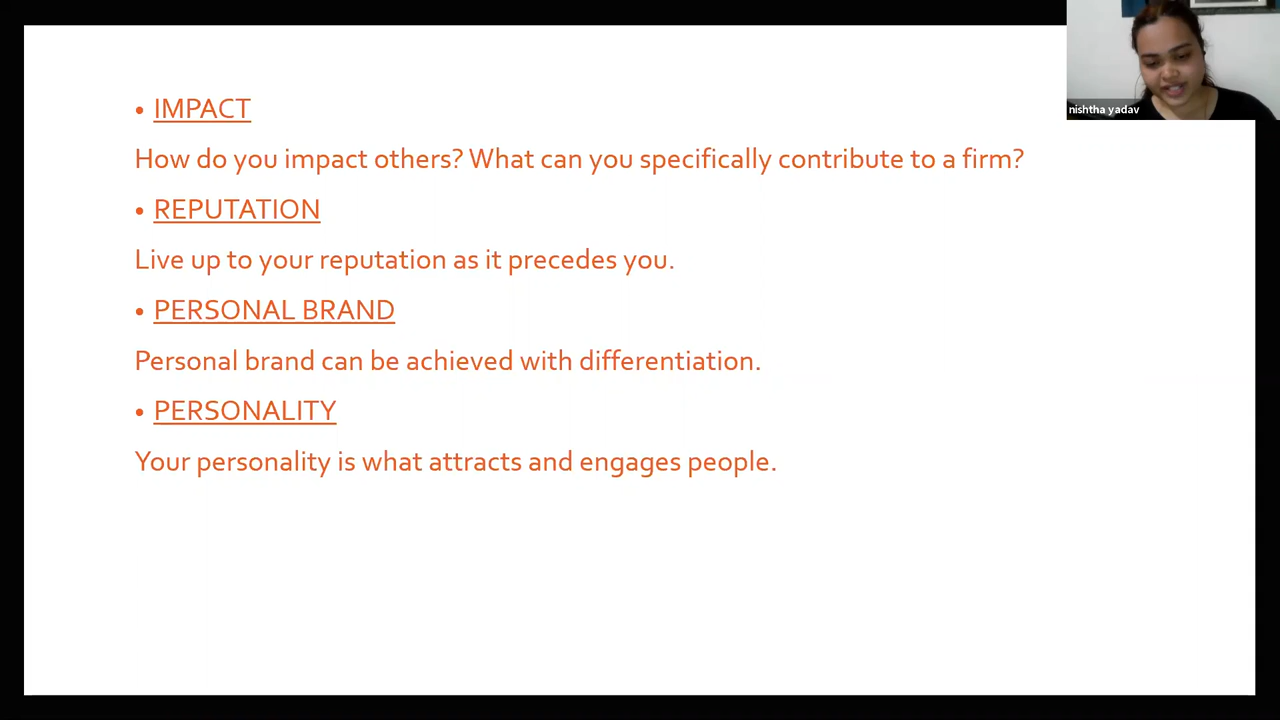 • IMPACT
How do you impact others? What can you specifically contribute to a firm?
• REPUTATION
Live up to your reputation as it precedes you.
• PERSONAL BRAND
Personal brand can be achieved with differentiation.
• PERSONALITY
Your personality is what attracts and engages people.
nishtha yadav